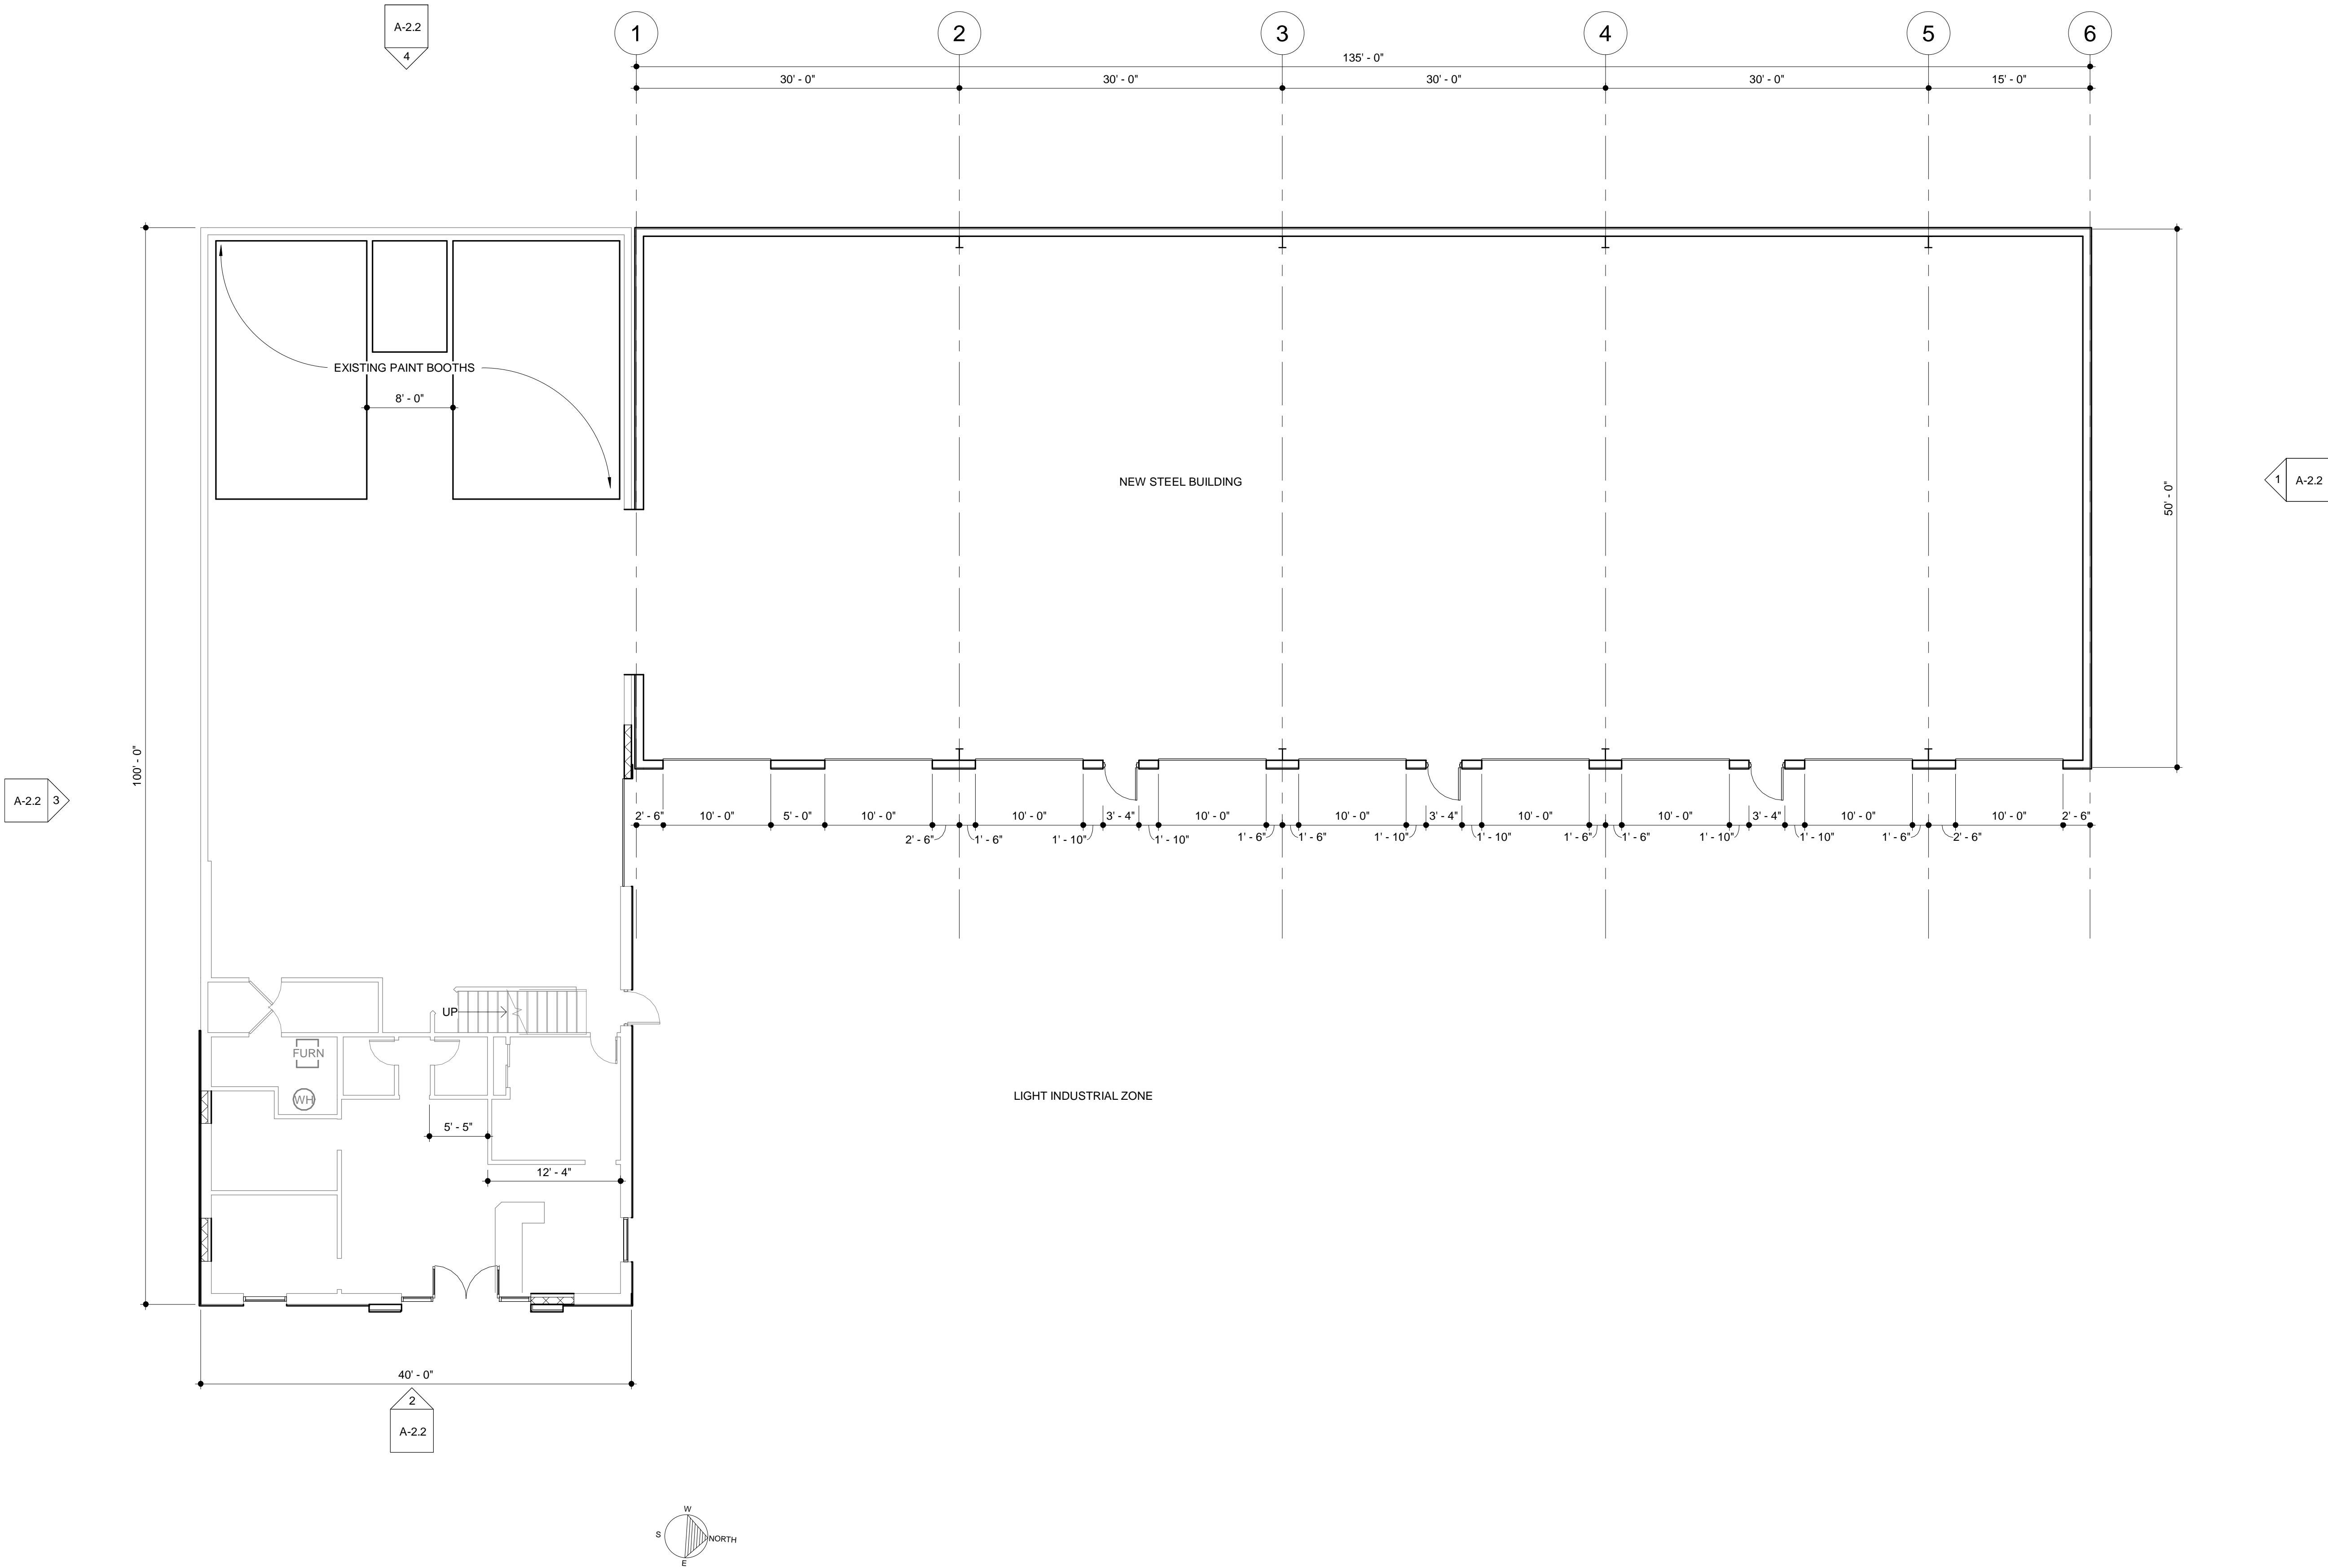 A-2.2
4
1
2
3
4
5
6
135' - 0"
30' - 0"
30' - 0"
30' - 0"
30' - 0"
15' - 0"
EXISTING PAINT BOOTHS
8' - 0"
NEW STEEL BUILDING
1
A-2.2
50' - 0"
100' - 0"
A-2.2
3
2' - 6"
10' - 0"
5' - 0"
10' - 0"
2' - 6"
1' - 6"
10' - 0"
1' - 10"
3' - 4"
1' - 10"
10' - 0"
1' - 6"
1' - 6"
10' - 0"
1' - 10"
3' - 4"
1' - 10"
10' - 0"
1' - 6"
1' - 6"
10' - 0"
1' - 10"
3' - 4"
1' - 10"
10' - 0"
1' - 6"
2' - 6"
10' - 0"
2' - 6"
UP
FURN
WH
LIGHT INDUSTRIAL ZONE
5' - 5"
12' - 4"
40' - 0"
2
A-2.2
W
S
NORTH
E